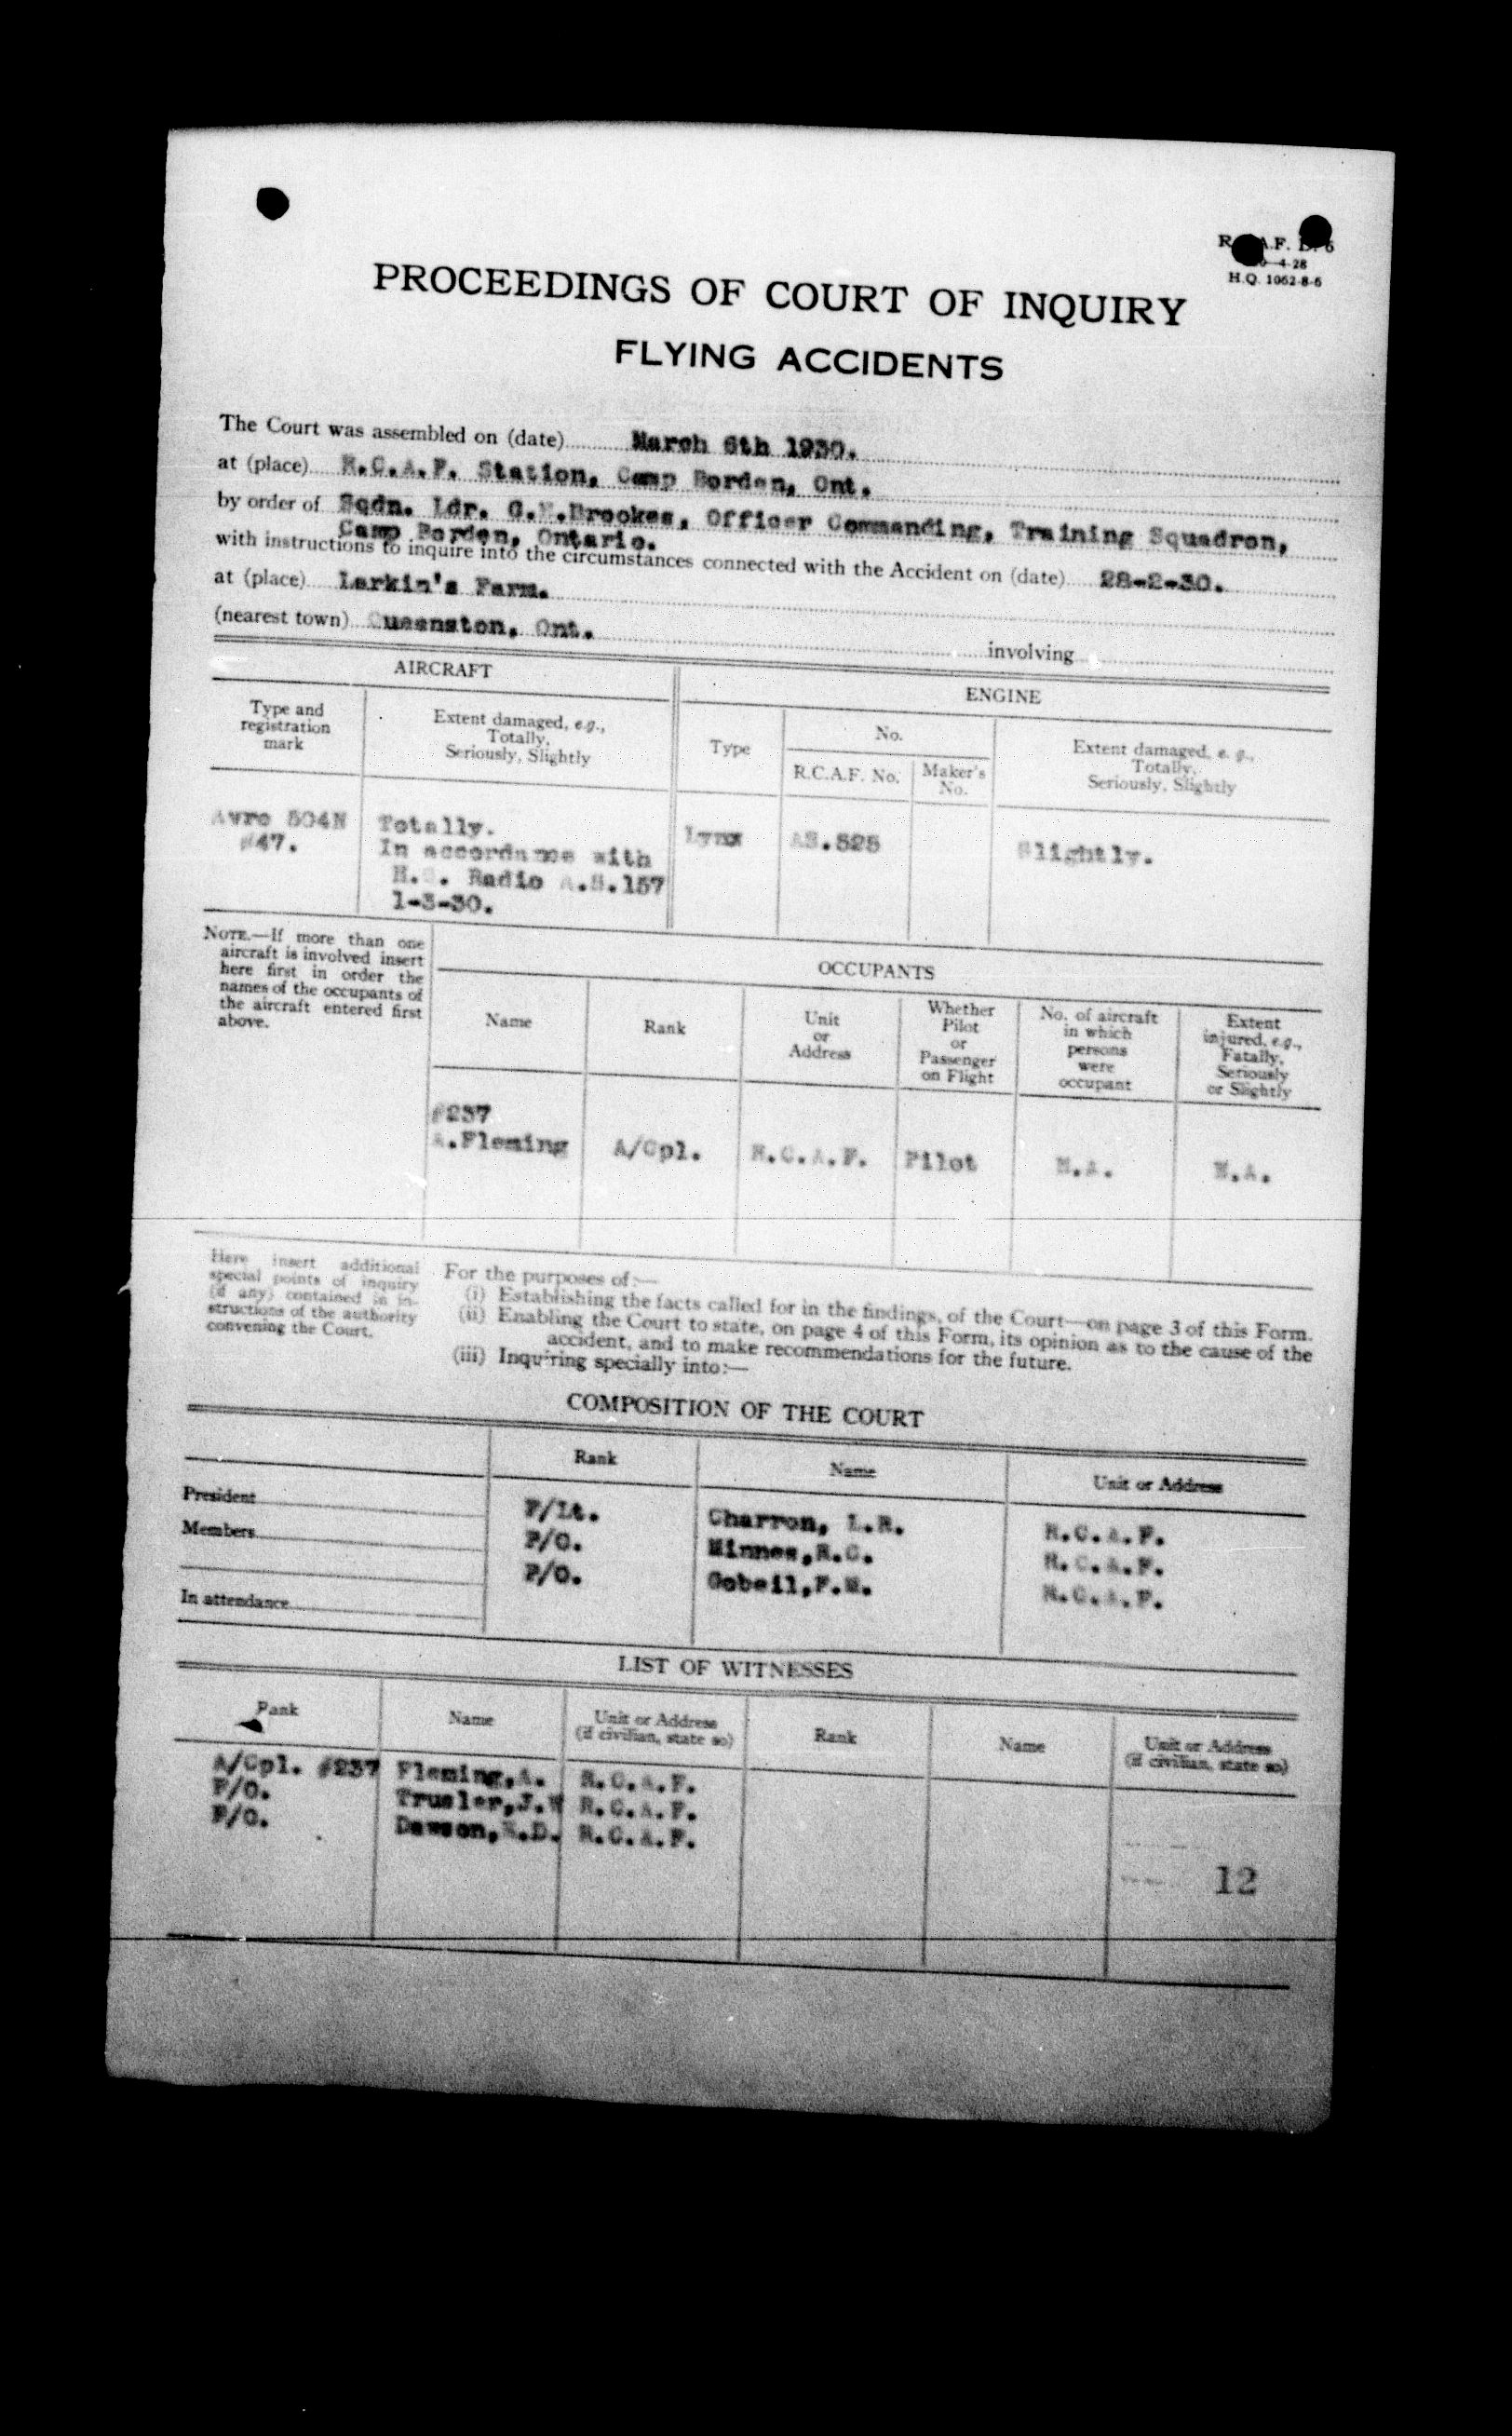 R.C.A.F. D. 6
4-28
H.Q. 1062-8-6
PROCEEDINGS OF COURT OF INQUIRY
FLYING ACCIDENTS
The Court was assembled on (date) March 6th 1930.
at (place) R.C.A.F. Station, Camp Borden, Ont.
by order of Sqdn. Ldr. G.E.Brookes, Officer Commanding, Training Squadron,
Camp Borden, Ontario.
with instructions to inquire into the circumstances connected with the Accident on (date) 28-2-30.
at (place) Larkin's Farm.
(nearest town) Queenston, Ont.
involving
AIRCRAFT
ENGINE
Type and registration mark
Extent damaged, e.g., Totally, Seriously, Slightly
Type
No.
R.C.A.F. No.
Maker's No.
Extent damaged, e.g., Totally, Seriously, Slightly
Avro 504N Totally. Lynx AS.525 Slightly.
#47. In accordance with
H.Q. Radio A.S.157
1-3-30.
NOTE.—If more than one
aircraft is involved insert
here first in order the
names of the occupants of
the aircraft entered first
above.
OCCUPANTS
Name
Rank
Unit or Address
Whether Pilot or Passenger on Flight
No. of aircraft in which persons were occupant
Extent injured, e.g., Fatally, Seriously or Slightly
#237
A.Fleming A/Cpl. R.C.A.F. Pilot N.A. N.A.
Here insert additional
special points of inquiry
(if any) contained in in-
structions of the authority
convening the Court.
For the purposes of:—
(i) Establishing the facts called for in the findings, of the Court—on page 3 of this Form.
(ii) Enabling the Court to state, on page 4 of this Form, its opinion as to the cause of the
accident, and to make recommendations for the future.
(iii) Inquiring specially into:—
COMPOSITION OF THE COURT
Rank Name Unit or Address
President F/Lt. Charron, L.R. R.C.A.F.
Members F/O. Minnes,R.C. R.C.A.F.
F/O. Gobeil,F.M. R.C.A.F.
In attendance
LIST OF WITNESSES
Rank
Name
Unit or Address (if civilian, state so)
Rank
Name
Unit or Address (if civilian, state so)
A/Cpl. #237 Fleming,A. R.C.A.F.
F/O. Trusler,J.W R.C.A.F.
F/O. Dawson, R.C.A.F.
12